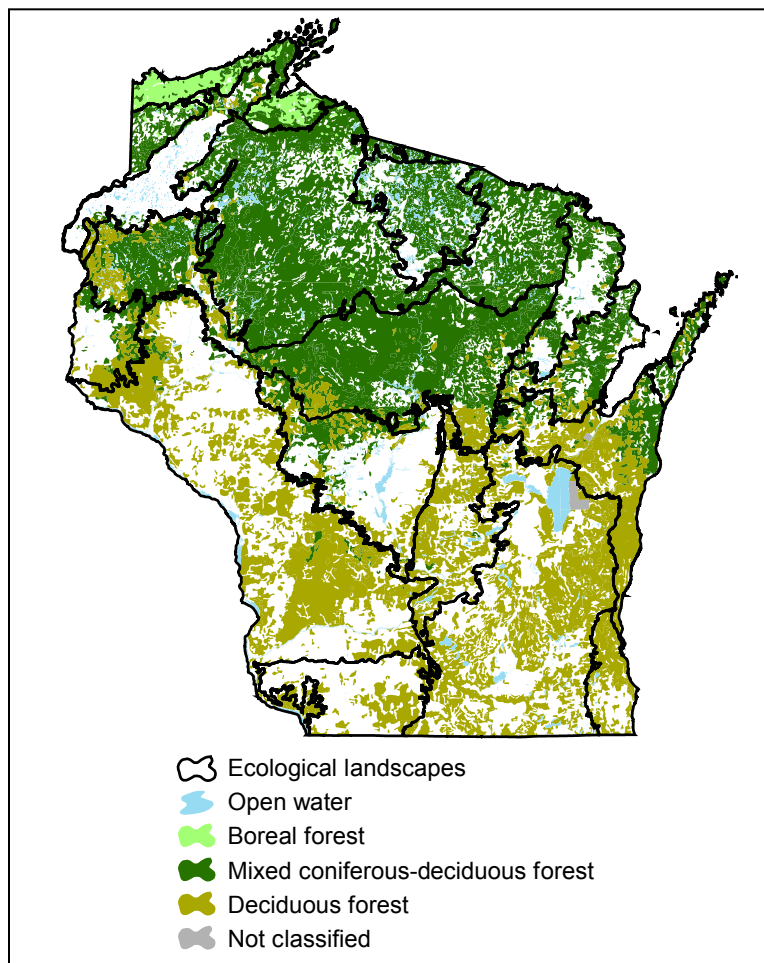 Ecological landscapes
Open water
Boreal forest
Mixed coniferous-deciduous forest
Deciduous forest
Not classified